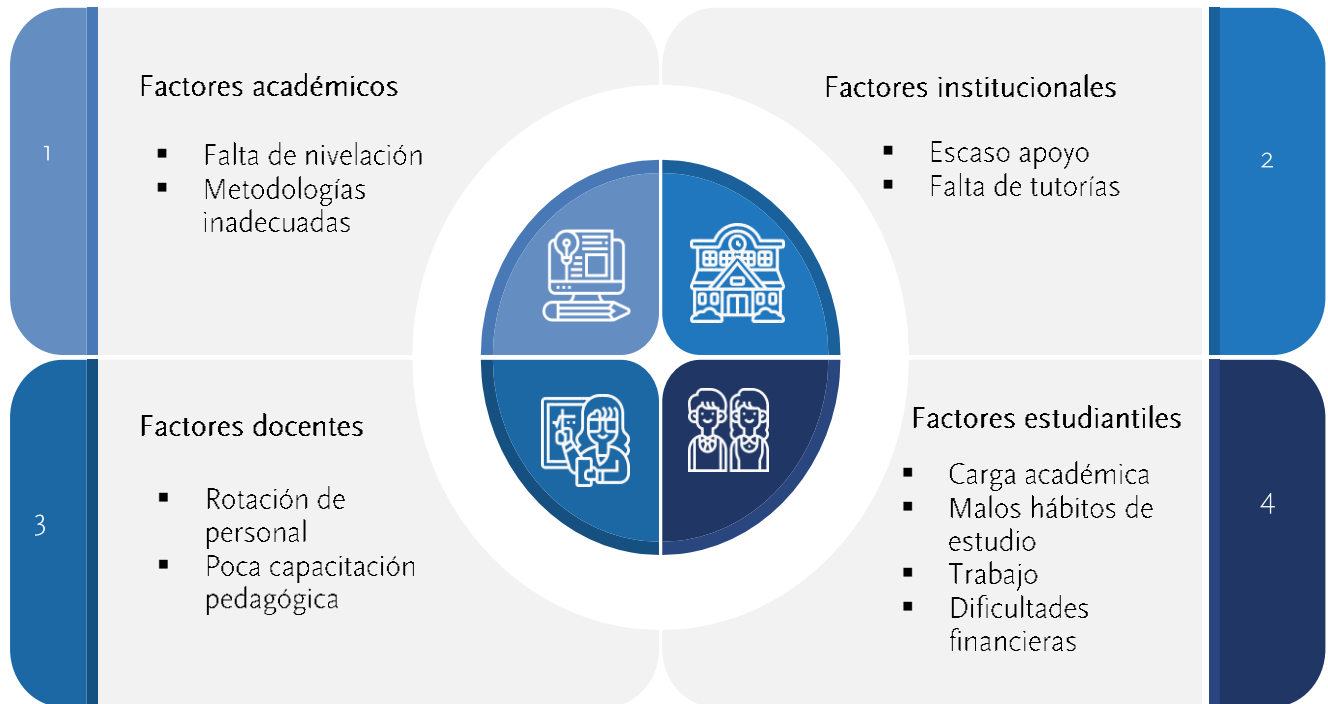 1
Factores académicos
▪ Falta de nivelación
▪ Metodologías
inadecuadas
Factores institucionales
▪ Escaso apoyo
▪ Falta de tutorías
2
3
Factores docentes
▪ Rotación de
personal
▪ Poca capacitación
pedagógica
Factores estudiantiles
▪ Carga académica
▪ Malos hábitos de
estudio
▪ Trabajo
▪ Dificultades
financieras
4